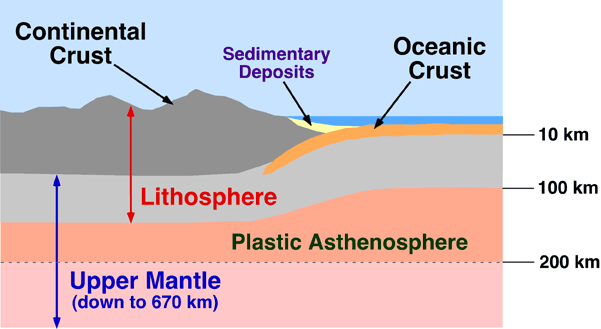 Continental
Crust
Sedimentary
Deposits
Oceanic
Crust
10 km
100 km
Lithosphere
Plastic Asthenosphere
200 km
Upper Mantle
(down to 670 km)